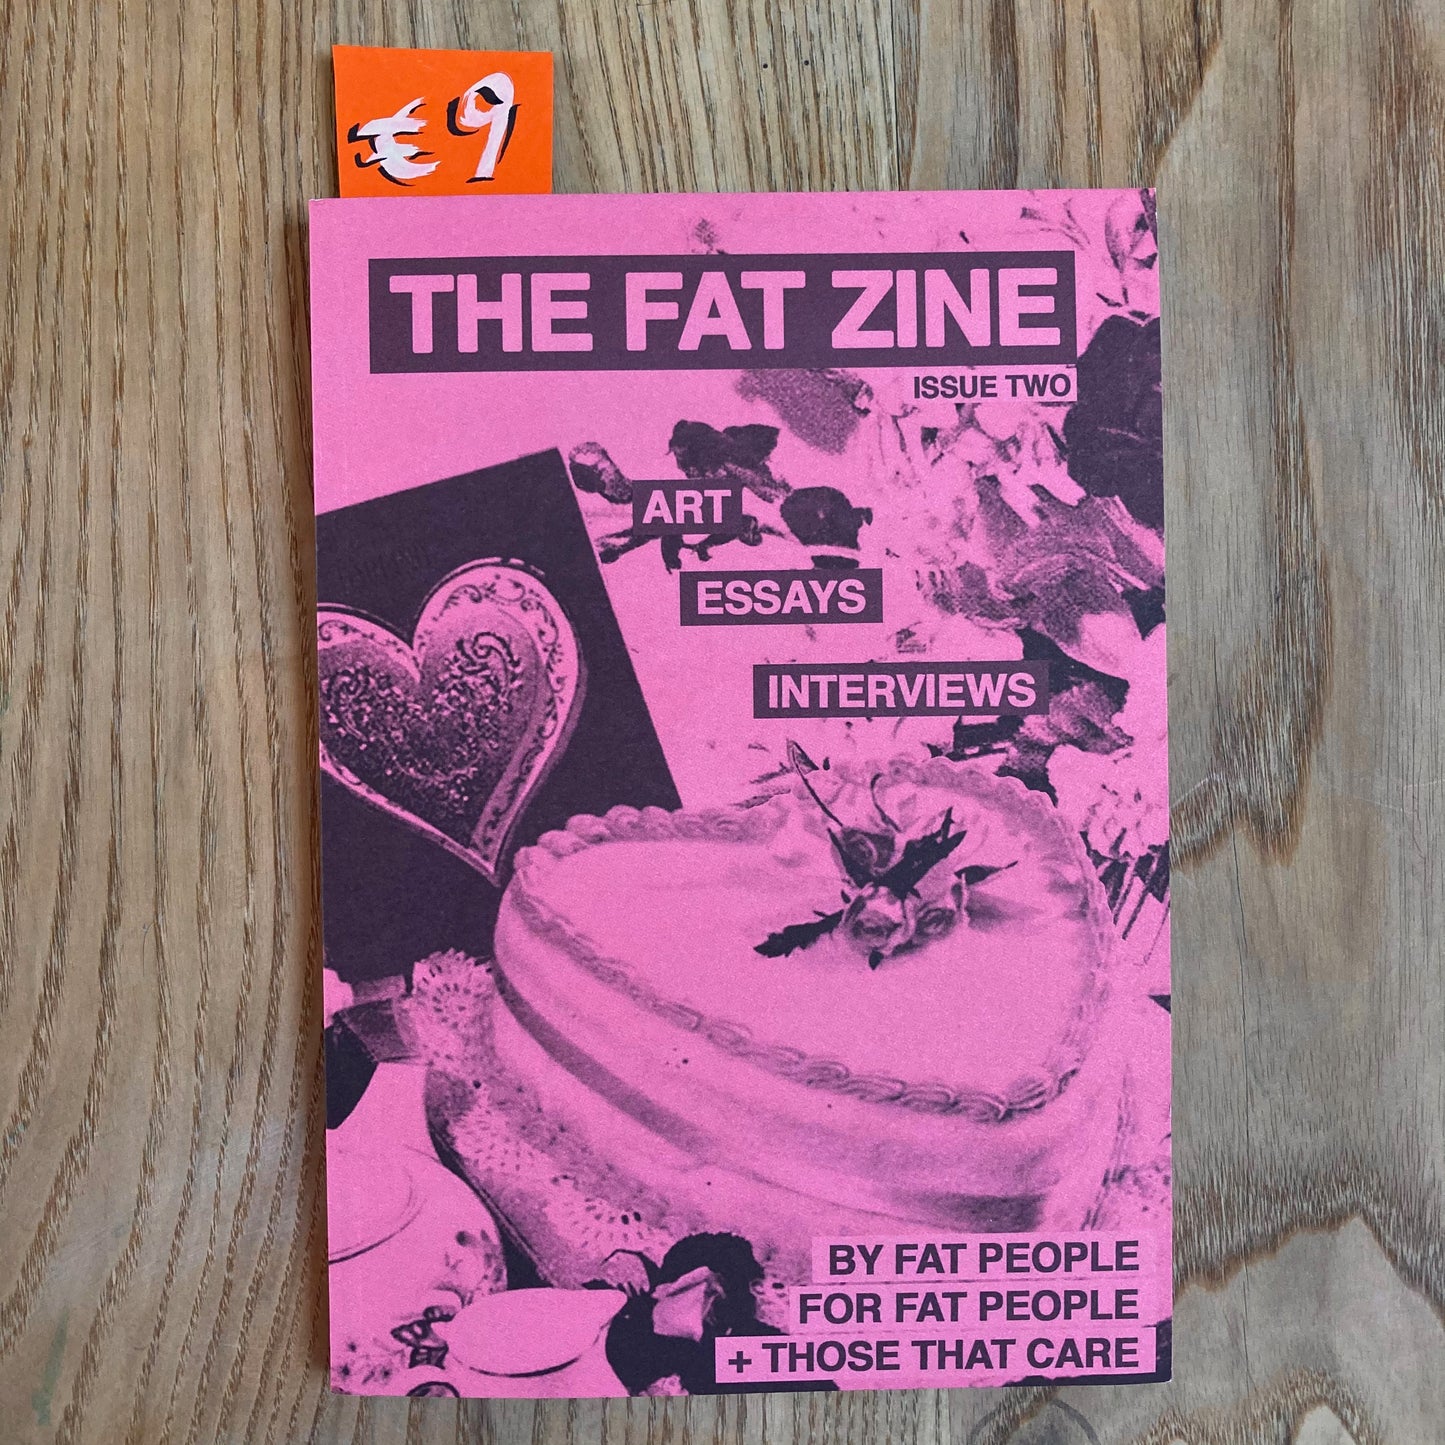 €9
THE FAT ZINE
ISSUE TWO
ART
ESSAYS
INTERVIEWS
BY FAT PEOPLE
FOR FAT PEOPLE
+ THOSE THAT CARE